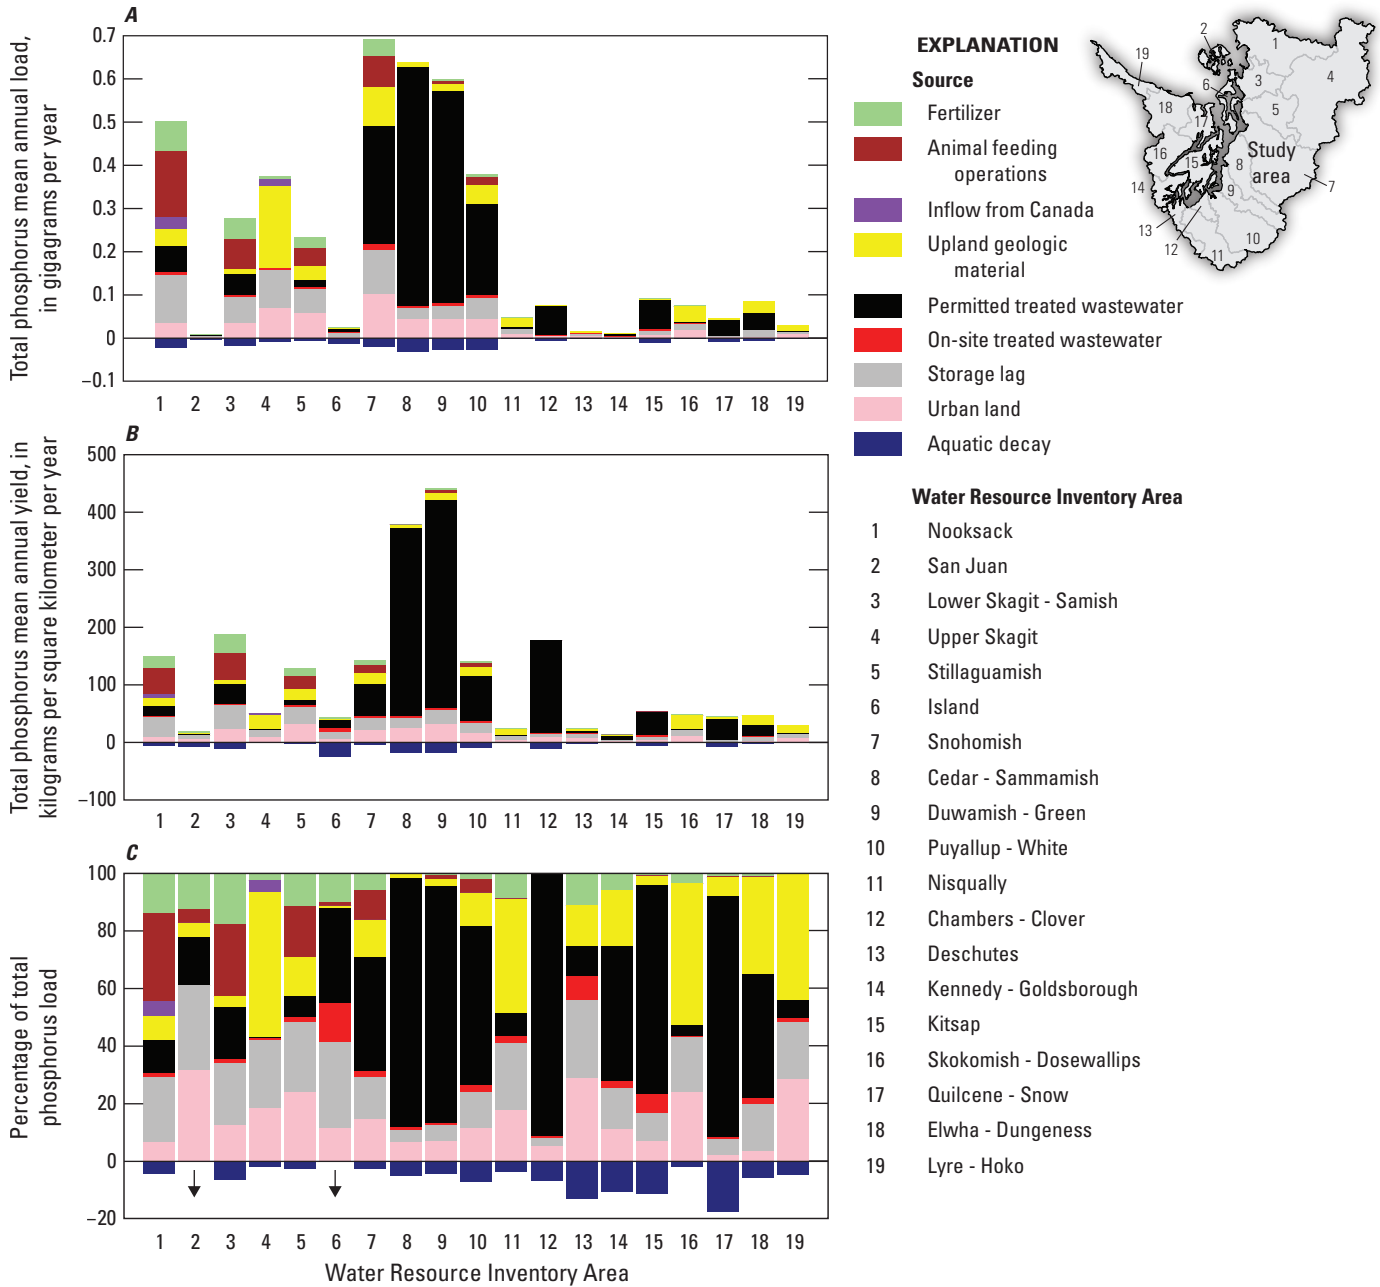 A
Total phosphorus mean annual load,
in gigagrams per year
0.7
0.6
0.5
0.4
0.3
0.2
0.1
0
−0.1
1 2 3 4 5 6 7 8 9 10 11 12 13 14 15 16 17 18 19
B
Total phosphorus mean annual yield, in
kilograms per square kilometer per year
500
400
300
200
100
0
−100
1 2 3 4 5 6 7 8 9 10 11 12 13 14 15 16 17 18 19
C
Percentage of total
phosphorus load
100
80
60
40
20
0
−20
1 2 3 4 5 6 7 8 9 10 11 12 13 14 15 16 17 18 19
Water Resource Inventory Area
EXPLANATION
Source
Fertilizer
Animal feeding
operations
Inflow from Canada
Upland geologic
material
Permitted treated wastewater
On-site treated wastewater
Storage lag
Urban land
Aquatic decay
Water Resource Inventory Area
1 Nooksack
2 San Juan
3 Lower Skagit - Samish
4 Upper Skagit
5 Stillaguamish
6 Island
7 Snohomish
8 Cedar - Sammamish
9 Duwamish - Green
10 Puyallup - White
11 Nisqually
12 Chambers - Clover
13 Deschutes
14 Kennedy - Goldsborough
15 Kitsap
16 Skokomish - Dosewallips
17 Quilcene - Snow
18 Elwha - Dungeness
19 Lyre - Hoko
2
1
19
3
4
6
18
17
5
16
15
8
Study
area
14
9
7
13
12
10
11